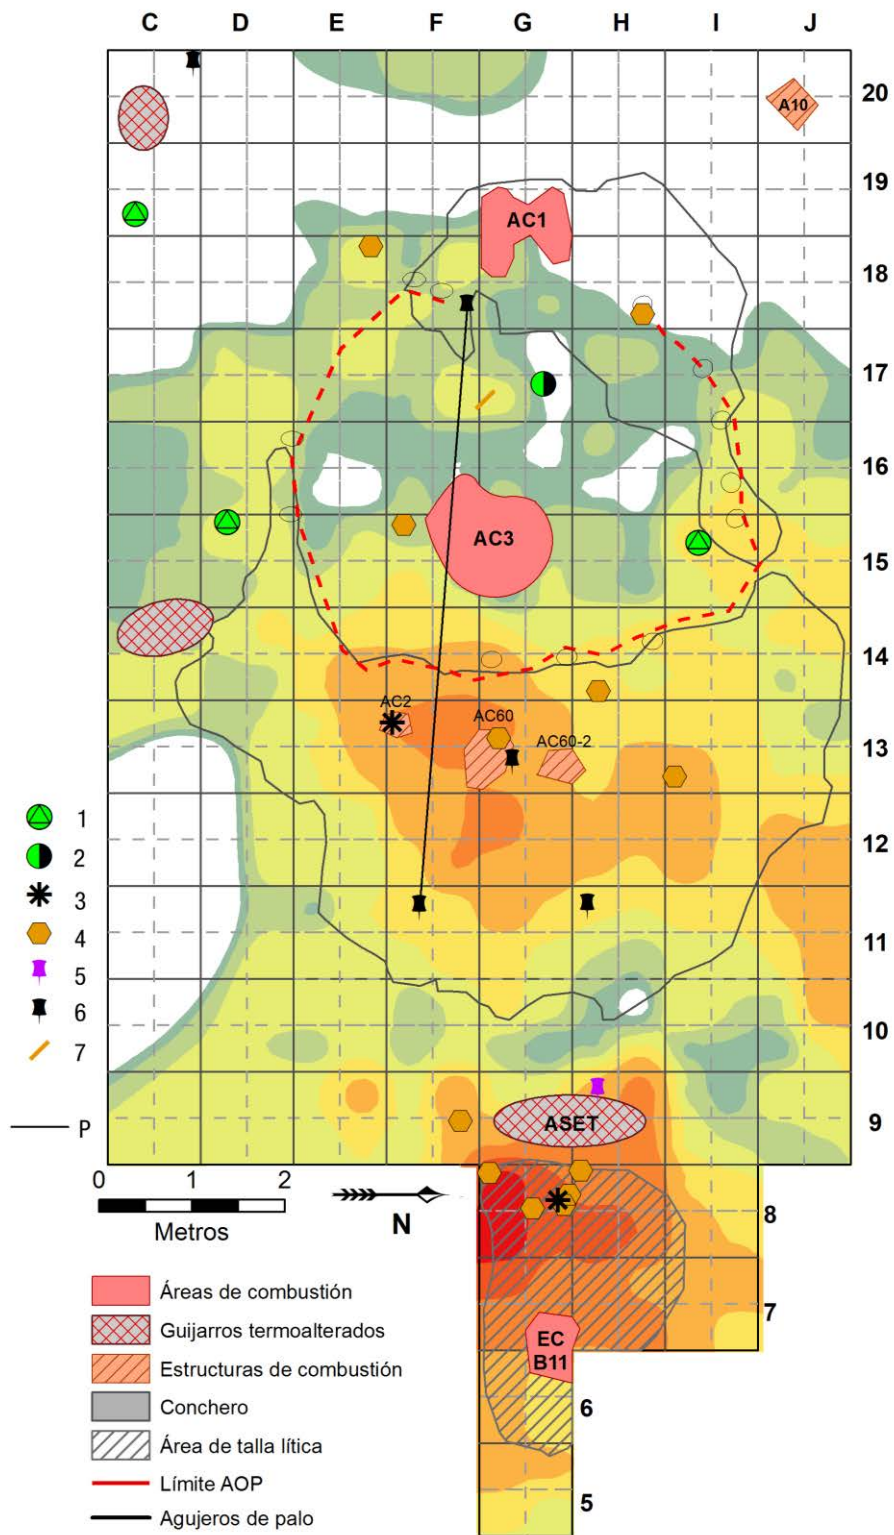 C D E F G H I J
20
A10
19
AC1
18
17
16
AC3
15
14
AC2
AC60
13
AC60-2
1
2
12
3
4
11
5
6
10
7
P
ASET
9
0 1 2
Metros
N
8
7
EC
B11
6
5
Áreas de combustión
Guijarros termoalterados
Estructuras de combustión
Conchero
Área de talla lítica
Límite AOP
Agujeros de palo